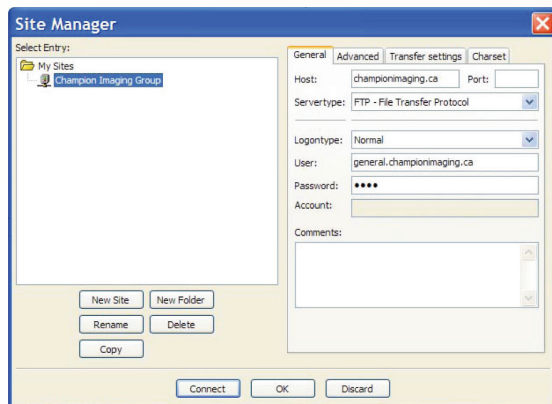 Site Manager
Select Entry:
My Sites
Champion Imaging Group
New Site
New Folder
Rename
Delete
Copy
General
Advanced
Transfer settings
Charset
Host:
championimaging.ca
Port:
Servertype:
FTP - File Transfer Protocol
Logontype:
Normal
User:
general.championimaging.ca
Password:
••••
Account:
Comments:
Connect
OK
Discard